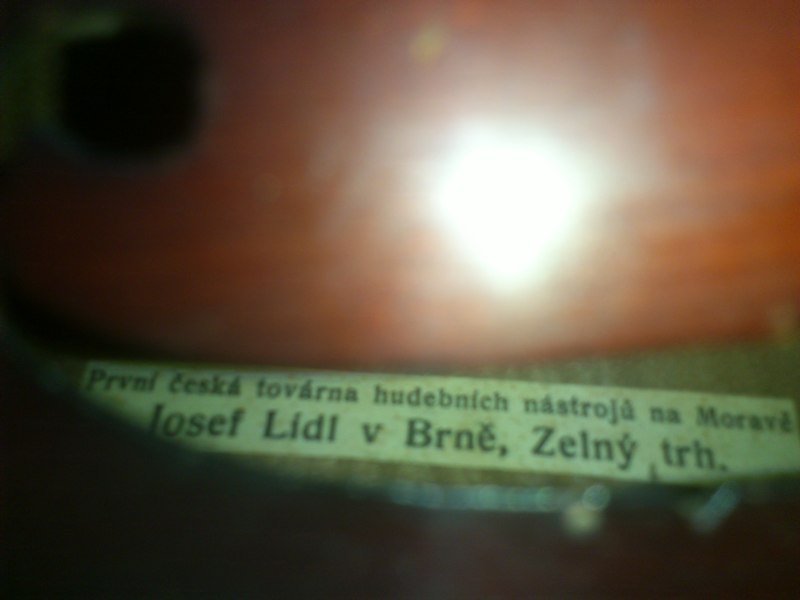 První česká továrna hudebních nástrojů na Moravě
Josef Lídl v Brně, Zelný trh.